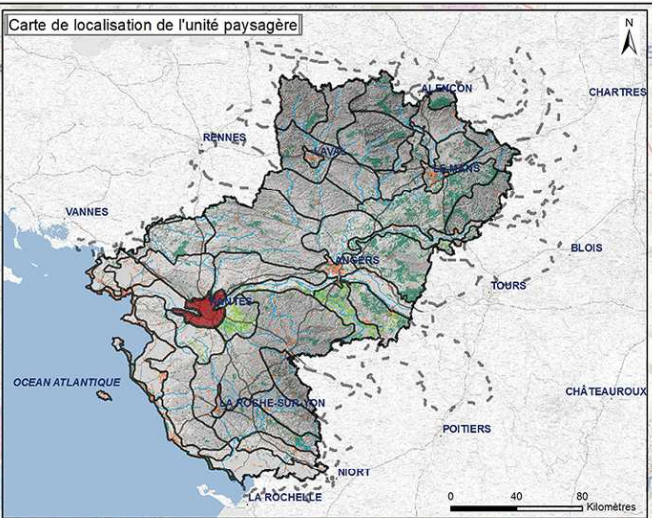 Carte de localisation de l'unité paysagère
N
ALENÇON
CHARTRES
RENNES
LAVAL
LE MANS
VANNES
BLOIS
ANGERS
TOURS
NANTES
OCEAN ATLANTIQUE
CHÂTEAUROUX
LA ROCHE-SUR-YON
POITIERS
NIORT
LA ROCHELLE
0 40 80
Kilomètres